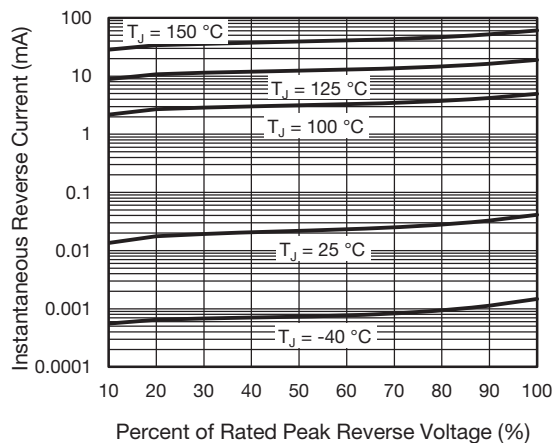 Instantaneous Reverse Current (mA)
100
10
1
0.1
0.01
0.001
0.0001
T_J = 150 °C
T_J = 125 °C
T_J = 100 °C
T_J = 25 °C
T_J = -40 °C
10 20 30 40 50 60 70 80 90 100
Percent of Rated Peak Reverse Voltage (%)